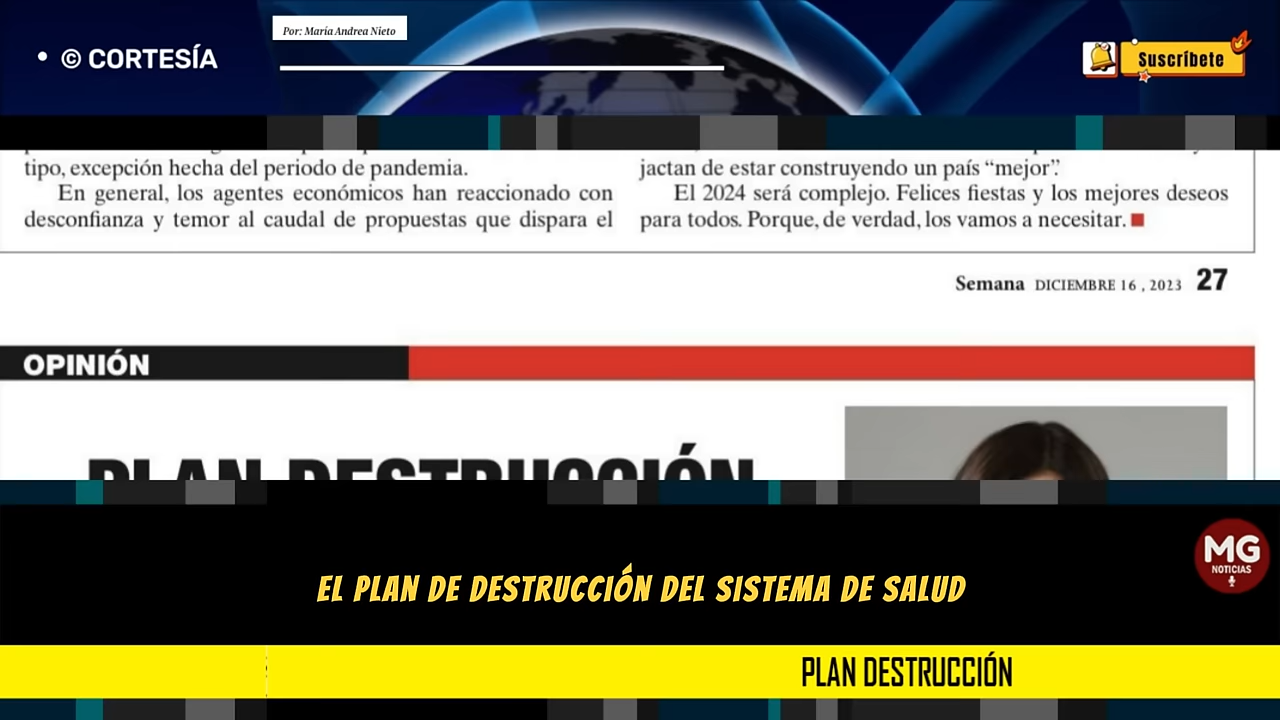 Por: María Andrea Nieto
• © CORTESÍA
Suscríbete
tipo, excepción hecha del periodo de pandemia.
En general, los agentes económicos han reaccionado con
desconfianza y temor al caudal de propuestas que dispara el
jactan de estar construyendo un país “mejor”.
El 2024 será complejo. Felices fiestas y los mejores deseos
para todos. Porque, de verdad, los vamos a necesitar. ■
Semana DICIEMBRE 16 , 2023 27
OPINIÓN
PLAN DESTRUCCIÓN
MG
NOTICIAS
EL PLAN DE DESTRUCCIÓN DEL SISTEMA DE SALUD
PLAN DESTRUCCIÓN